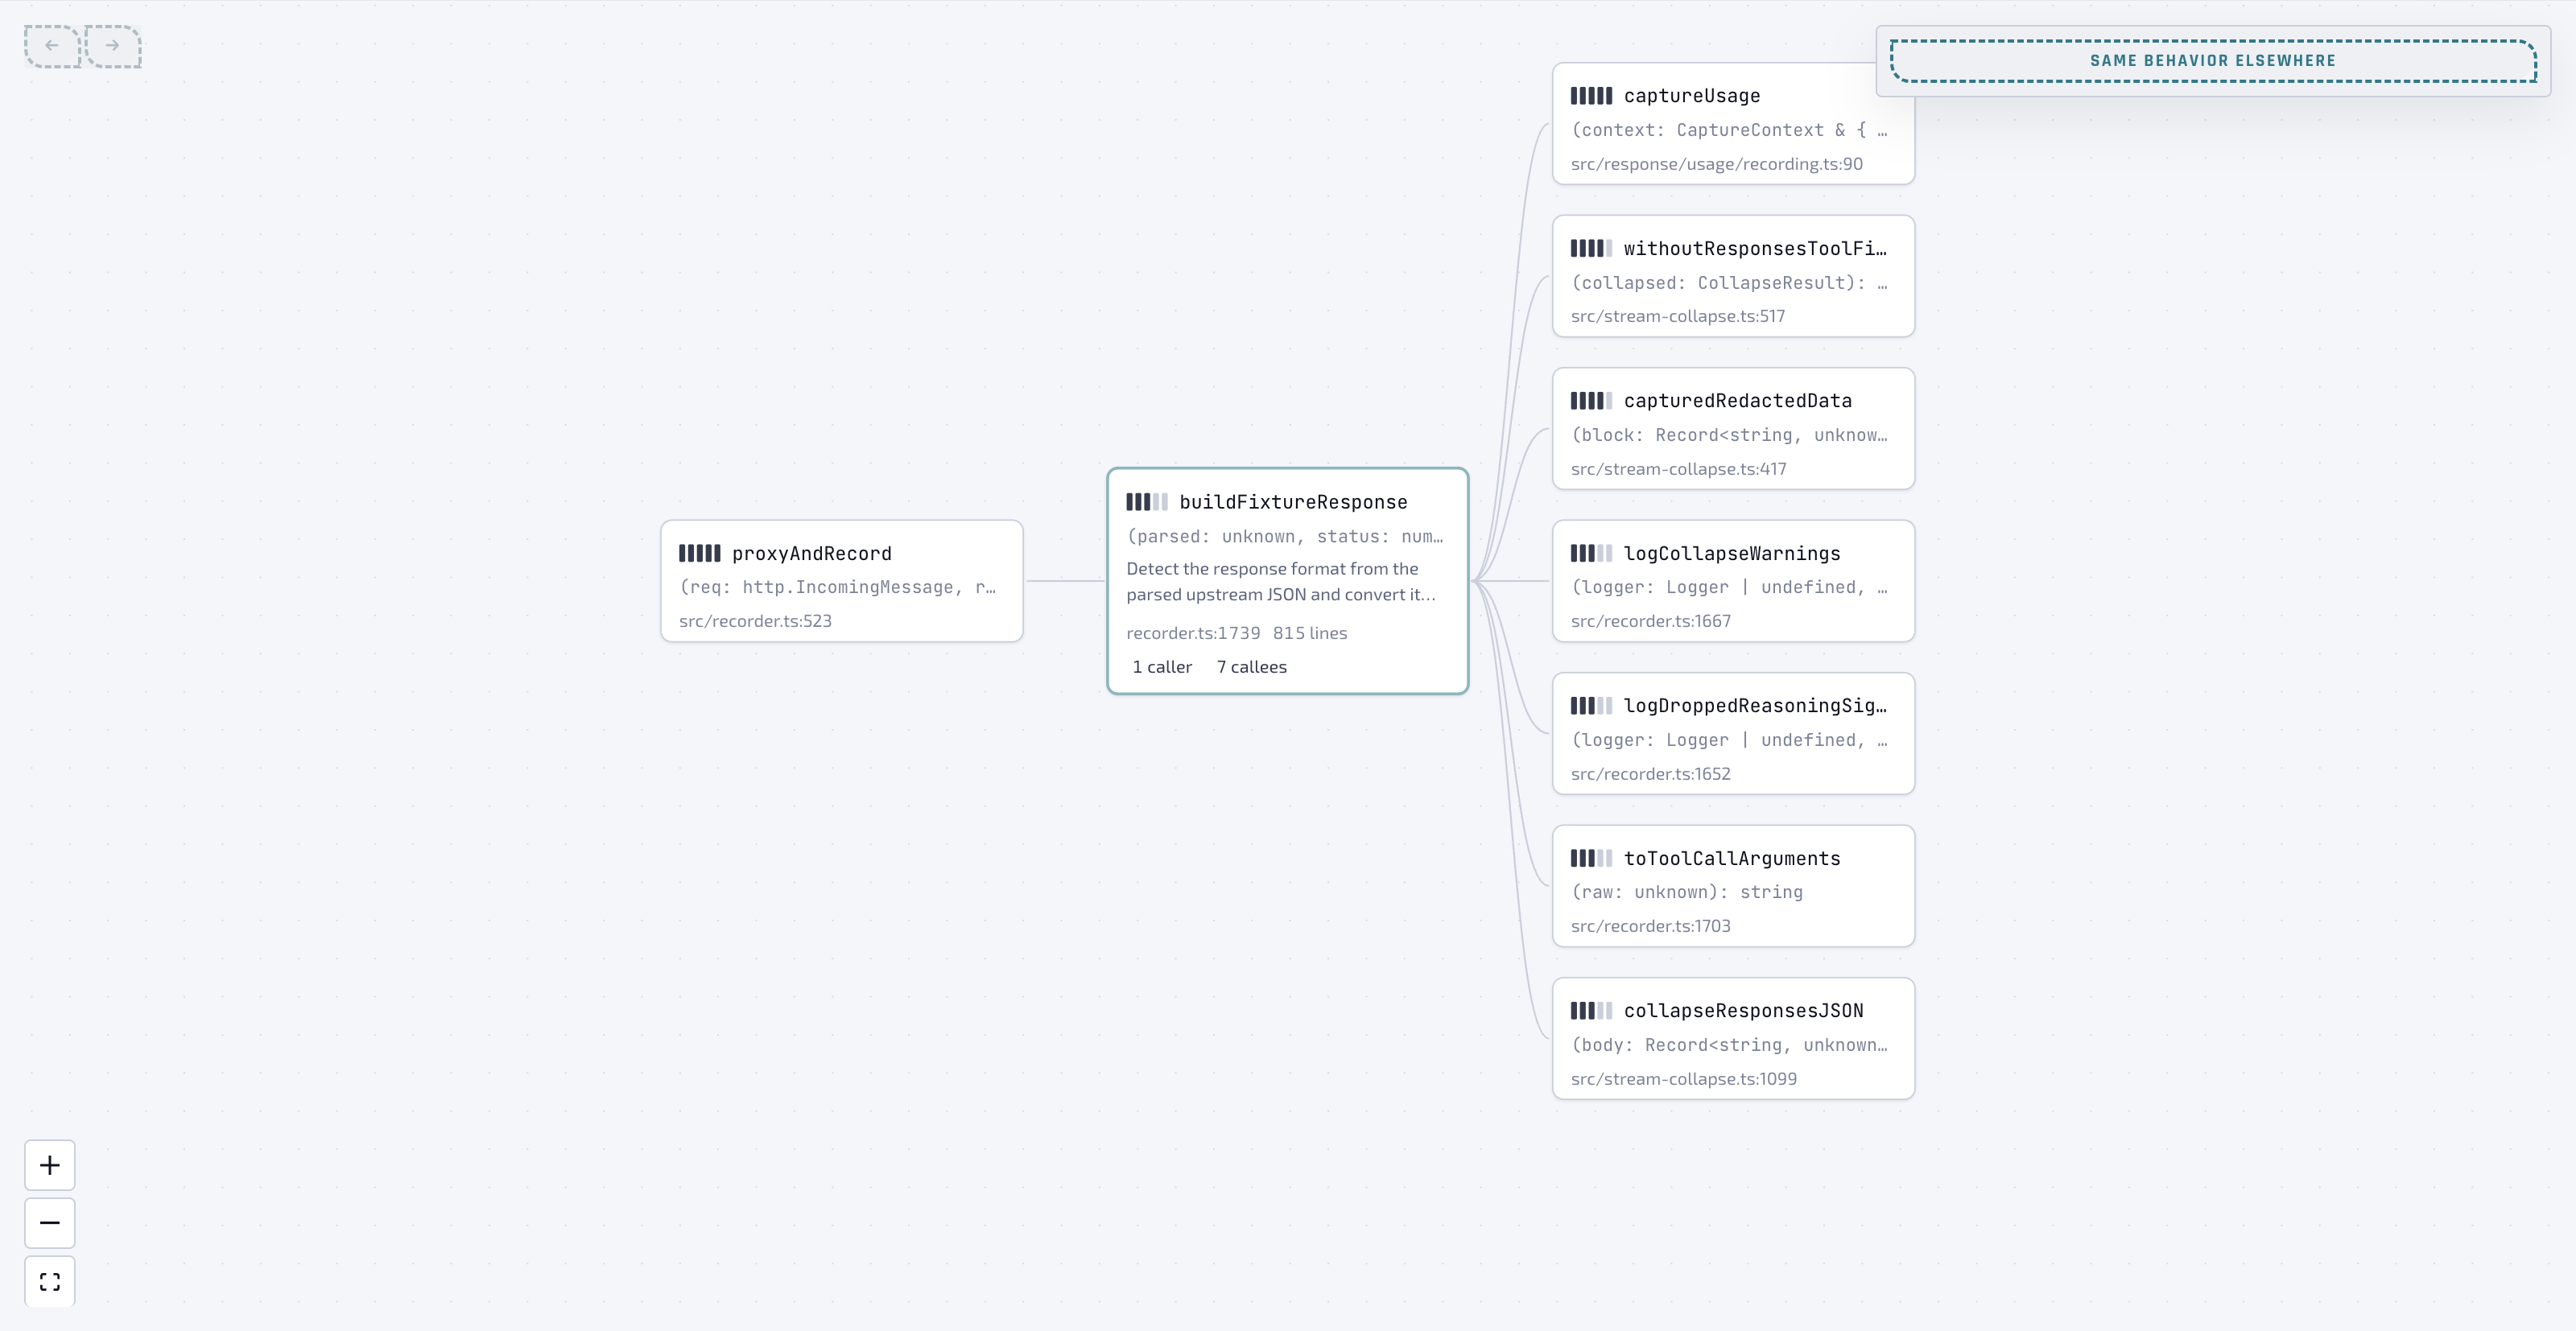 SAME BEHAVIOR ELSEWHERE
captureUsage
(context: CaptureContext & { …
src/response/usage/recording.ts:90
withoutResponsesToolFi…
(collapsed: CollapseResult): …
src/stream-collapse.ts:517
capturedRedactedData
(block: Record<string, unknow…
src/stream-collapse.ts:417
proxyAndRecord
(req: http.IncomingMessage, r…
src/recorder.ts:523
buildFixtureResponse
(parsed: unknown, status: num…
Detect the response format from the
parsed upstream JSON and convert it…
recorder.ts:1739 815 lines
1 caller 7 callees
logCollapseWarnings
(logger: Logger | undefined, …
src/recorder.ts:1667
logDroppedReasoningSig…
(logger: Logger | undefined, …
src/recorder.ts:1652
toToolCallArguments
(raw: unknown): string
src/recorder.ts:1703
collapseResponsesJSON
(body: Record<string, unknown…
src/stream-collapse.ts:1099